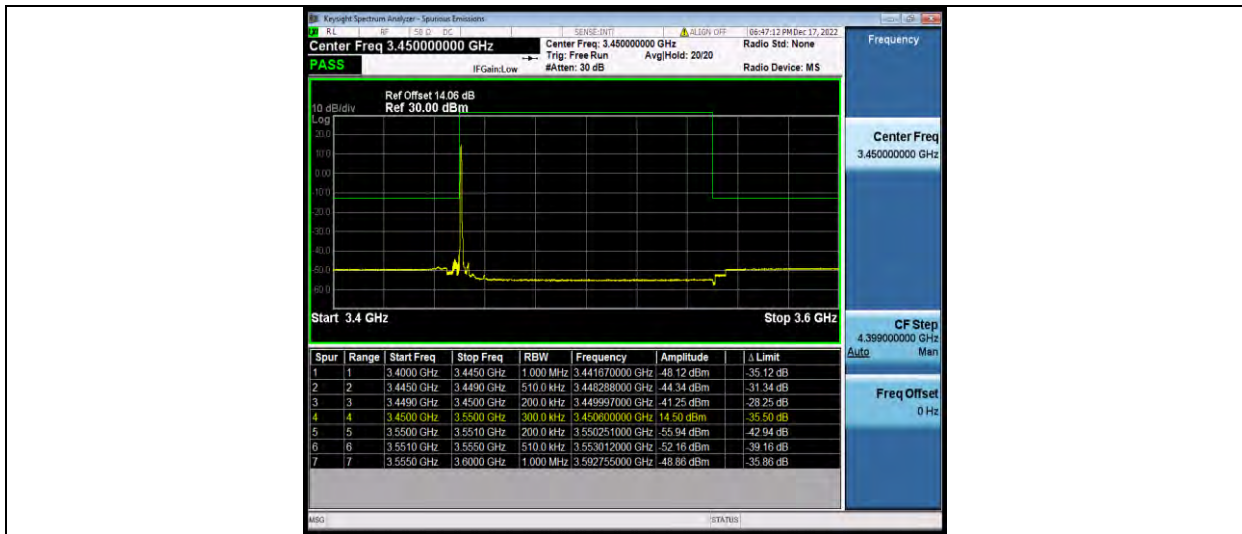 Keysight Spectrum Analyzer - Spurious Emissions
RL RF 50 Ω DC SENSE:INT ALIGN OFF 06:47:12 PM Dec 17, 2022
Center Freq 3.450000000 GHz Center Freq: 3.450000000 GHz Radio Std: None Frequency
Trig: Free Run Avg|Hold: 20/20
PASS IFGain:Low #Atten: 30 dB Radio Device: MS
Ref Offset 14.06 dB
10 dB/div Ref 30.00 dBm
Log
20.0
10.0
0.00
-10.0
-20.0
-30.0
-40.0
-50.0
-60.0
Start 3.4 GHz Stop 3.6 GHz
Center Freq
3.450000000 GHz
CF Step
4.399000000 GHz
Auto Man
Freq Offset
0 Hz
Spur Range Start Freq Stop Freq RBW Frequency Amplitude Δ Limit
1 1 3.4000 GHz 3.4450 GHz 1.000 MHz 3.441670000 GHz -48.12 dBm -35.12 dB
2 2 3.4450 GHz 3.4490 GHz 510.0 kHz 3.448288000 GHz -44.34 dBm -31.34 dB
3 3 3.4490 GHz 3.4500 GHz 200.0 kHz 3.449997000 GHz -41.25 dBm -28.25 dB
4 4 3.4500 GHz 3.5500 GHz 300.0 kHz 3.450600000 GHz 14.50 dBm -35.50 dB
5 5 3.5500 GHz 3.5510 GHz 200.0 kHz 3.550251000 GHz -55.94 dBm -42.94 dB
6 6 3.5510 GHz 3.5550 GHz 510.0 kHz 3.553012000 GHz -52.16 dBm -39.16 dB
7 7 3.5550 GHz 3.6000 GHz 1.000 MHz 3.592755000 GHz -48.86 dBm -35.86 dB
MSG STATUS